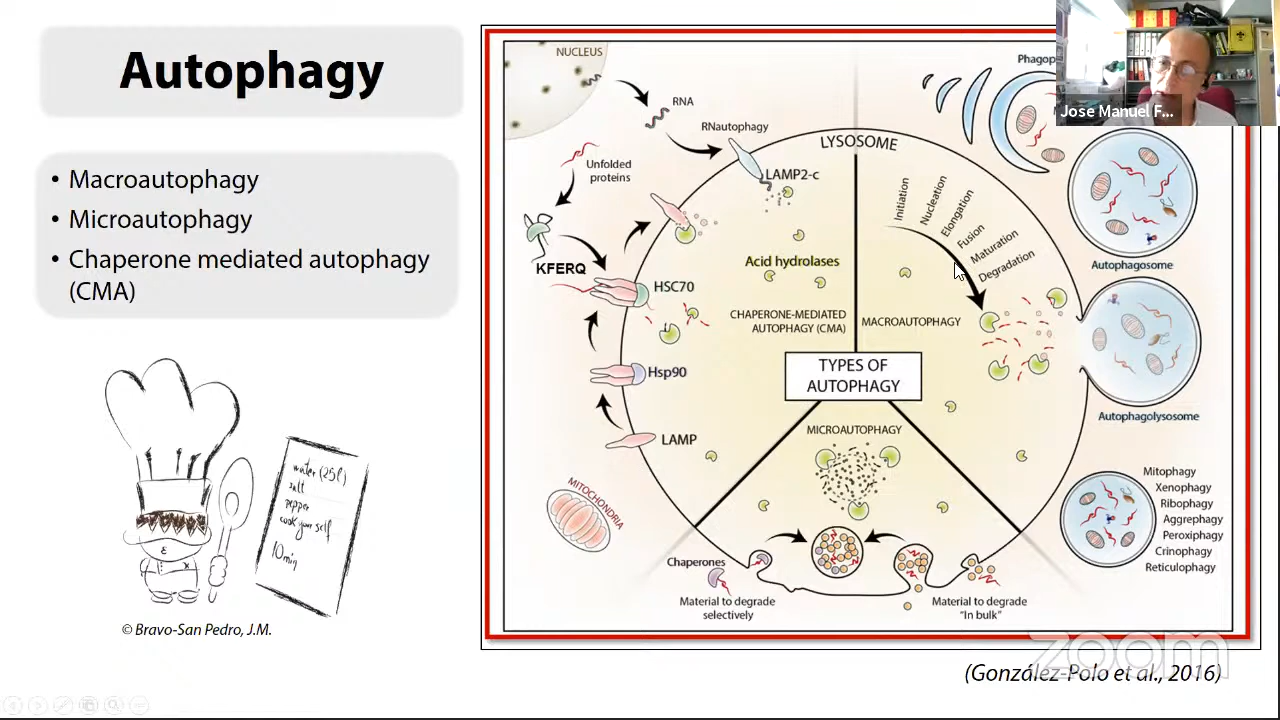 Autophagy
• Macroautophagy
• Microautophagy
• Chaperone mediated autophagy
(CMA)
water (25l)
salt
pepper
cook yourself
10min
© Bravo-San Pedro, J.M.
NUCLEUS
RNA
RNautophagy
Unfolded
proteins
KFERQ
HSC70
Hsp90
LAMP
LAMP2-c
LYSOSOME
Acid hydrolases
CHAPERONE-MEDIATED
AUTOPHAGY (CMA)
Initiation
Nucleation
Elongation
Fusion
Maturation
Degradation
MACROAUTOPHAGY
TYPES OF
AUTOPHAGY
MICROAUTOPHAGY
MITOCHONDRIA
Chaperones
Material to degrade
selectively
Material to degrade
“In bulk”
Phagop
Autophagosome
Autophagolysosome
Mitophagy
Xenophagy
Ribophagy
Aggrephagy
Peroxiphagy
Crinophagy
Reticulophagy
Jose Manuel F...
zoom
(González-Polo et al., 2016)